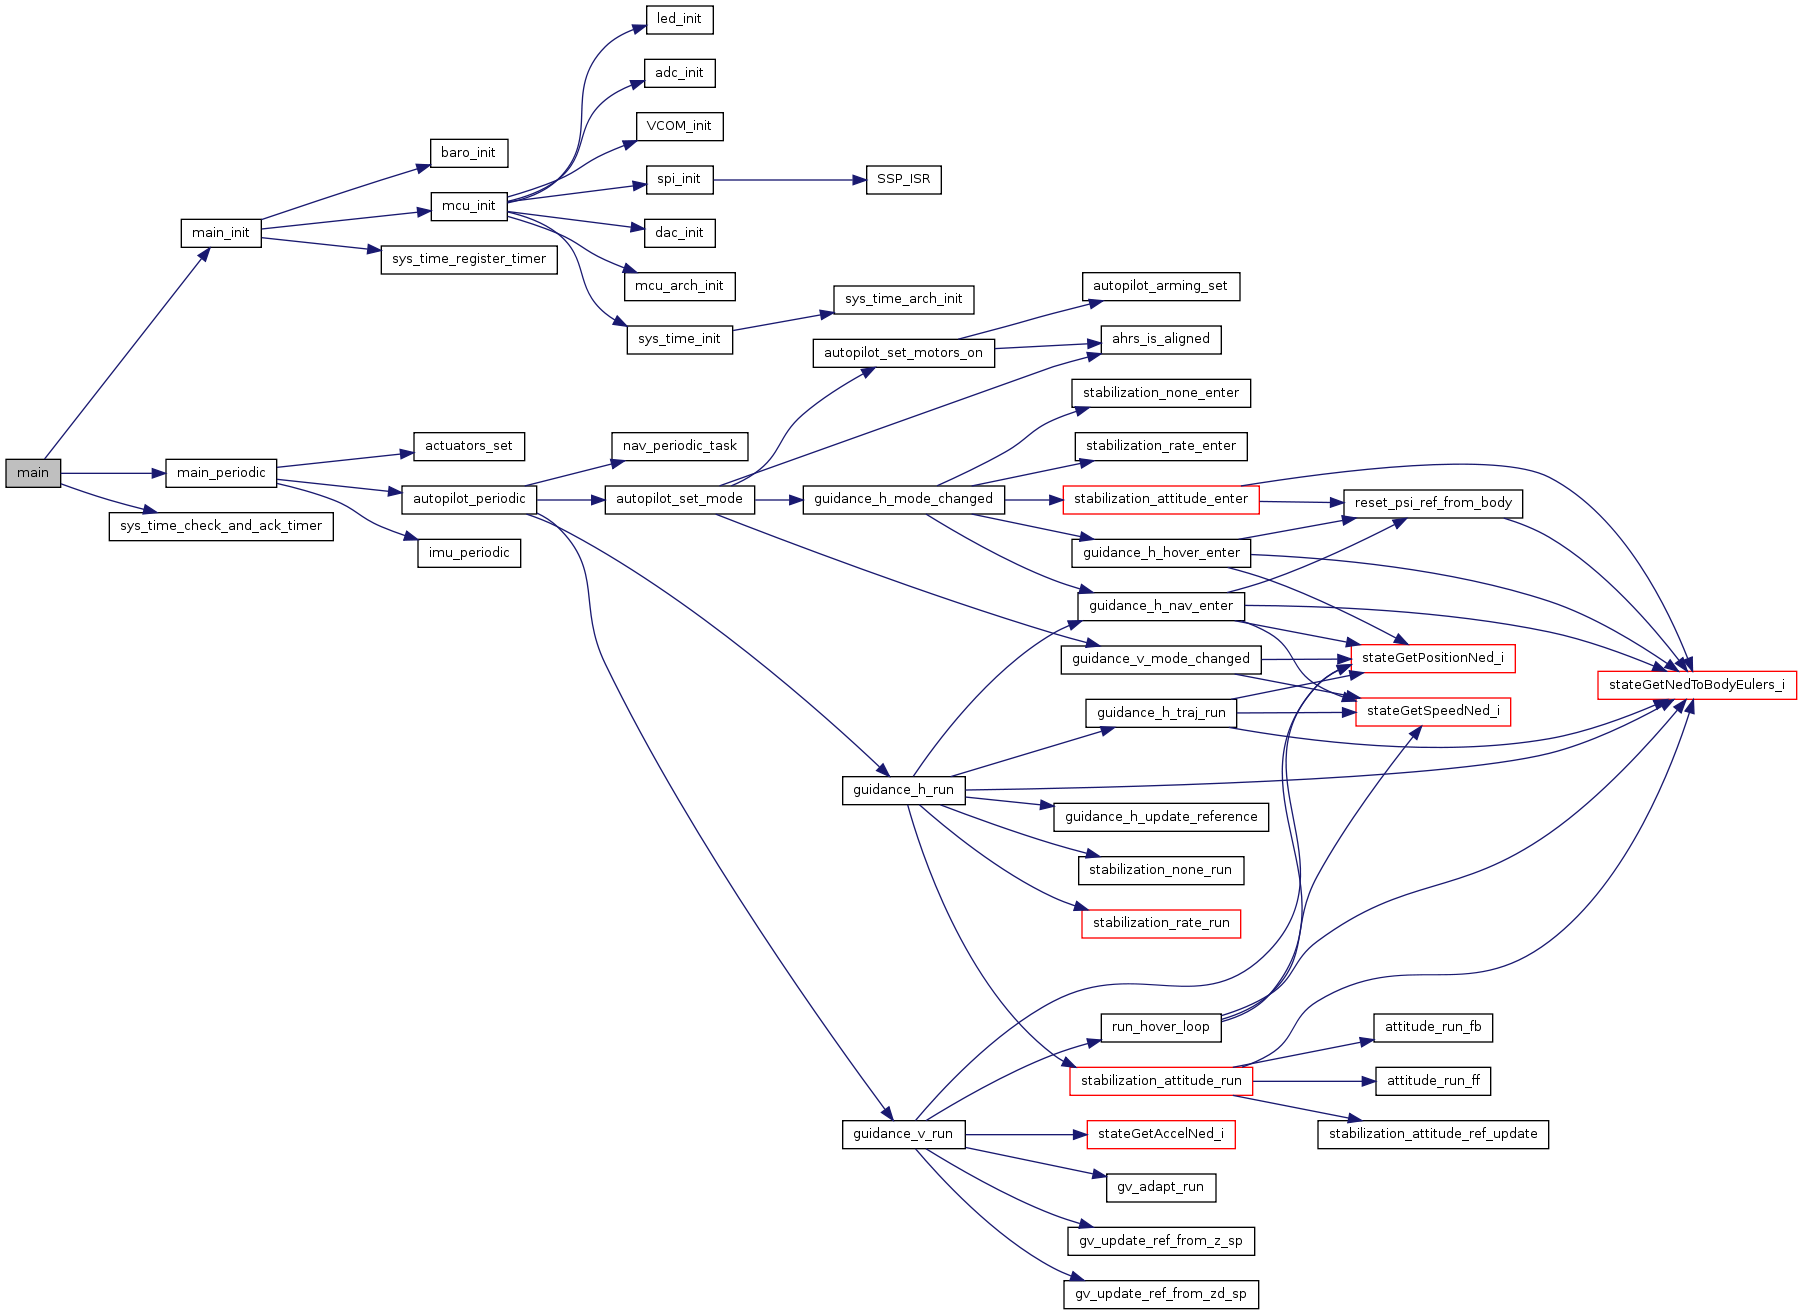 led_init
adc_init
VCOM_init
baro_init
spi_init
SSP_ISR
mcu_init
main_init
dac_init
sys_time_register_timer
mcu_arch_init
autopilot_arming_set
sys_time_arch_init
sys_time_init
ahrs_is_aligned
autopilot_set_motors_on
stabilization_none_enter
actuators_set
nav_periodic_task
stabilization_rate_enter
main
main_periodic
autopilot_periodic
autopilot_set_mode
guidance_h_mode_changed
stabilization_attitude_enter
reset_psi_ref_from_body
sys_time_check_and_ack_timer
imu_periodic
guidance_h_hover_enter
guidance_h_nav_enter
guidance_v_mode_changed
stateGetPositionNed_i
stateGetNedToBodyEulers_i
guidance_h_traj_run
stateGetSpeedNed_i
guidance_h_run
guidance_h_update_reference
stabilization_none_run
stabilization_rate_run
run_hover_loop
attitude_run_fb
stabilization_attitude_run
attitude_run_ff
guidance_v_run
stateGetAccelNed_i
stabilization_attitude_ref_update
gv_adapt_run
gv_update_ref_from_z_sp
gv_update_ref_from_zd_sp